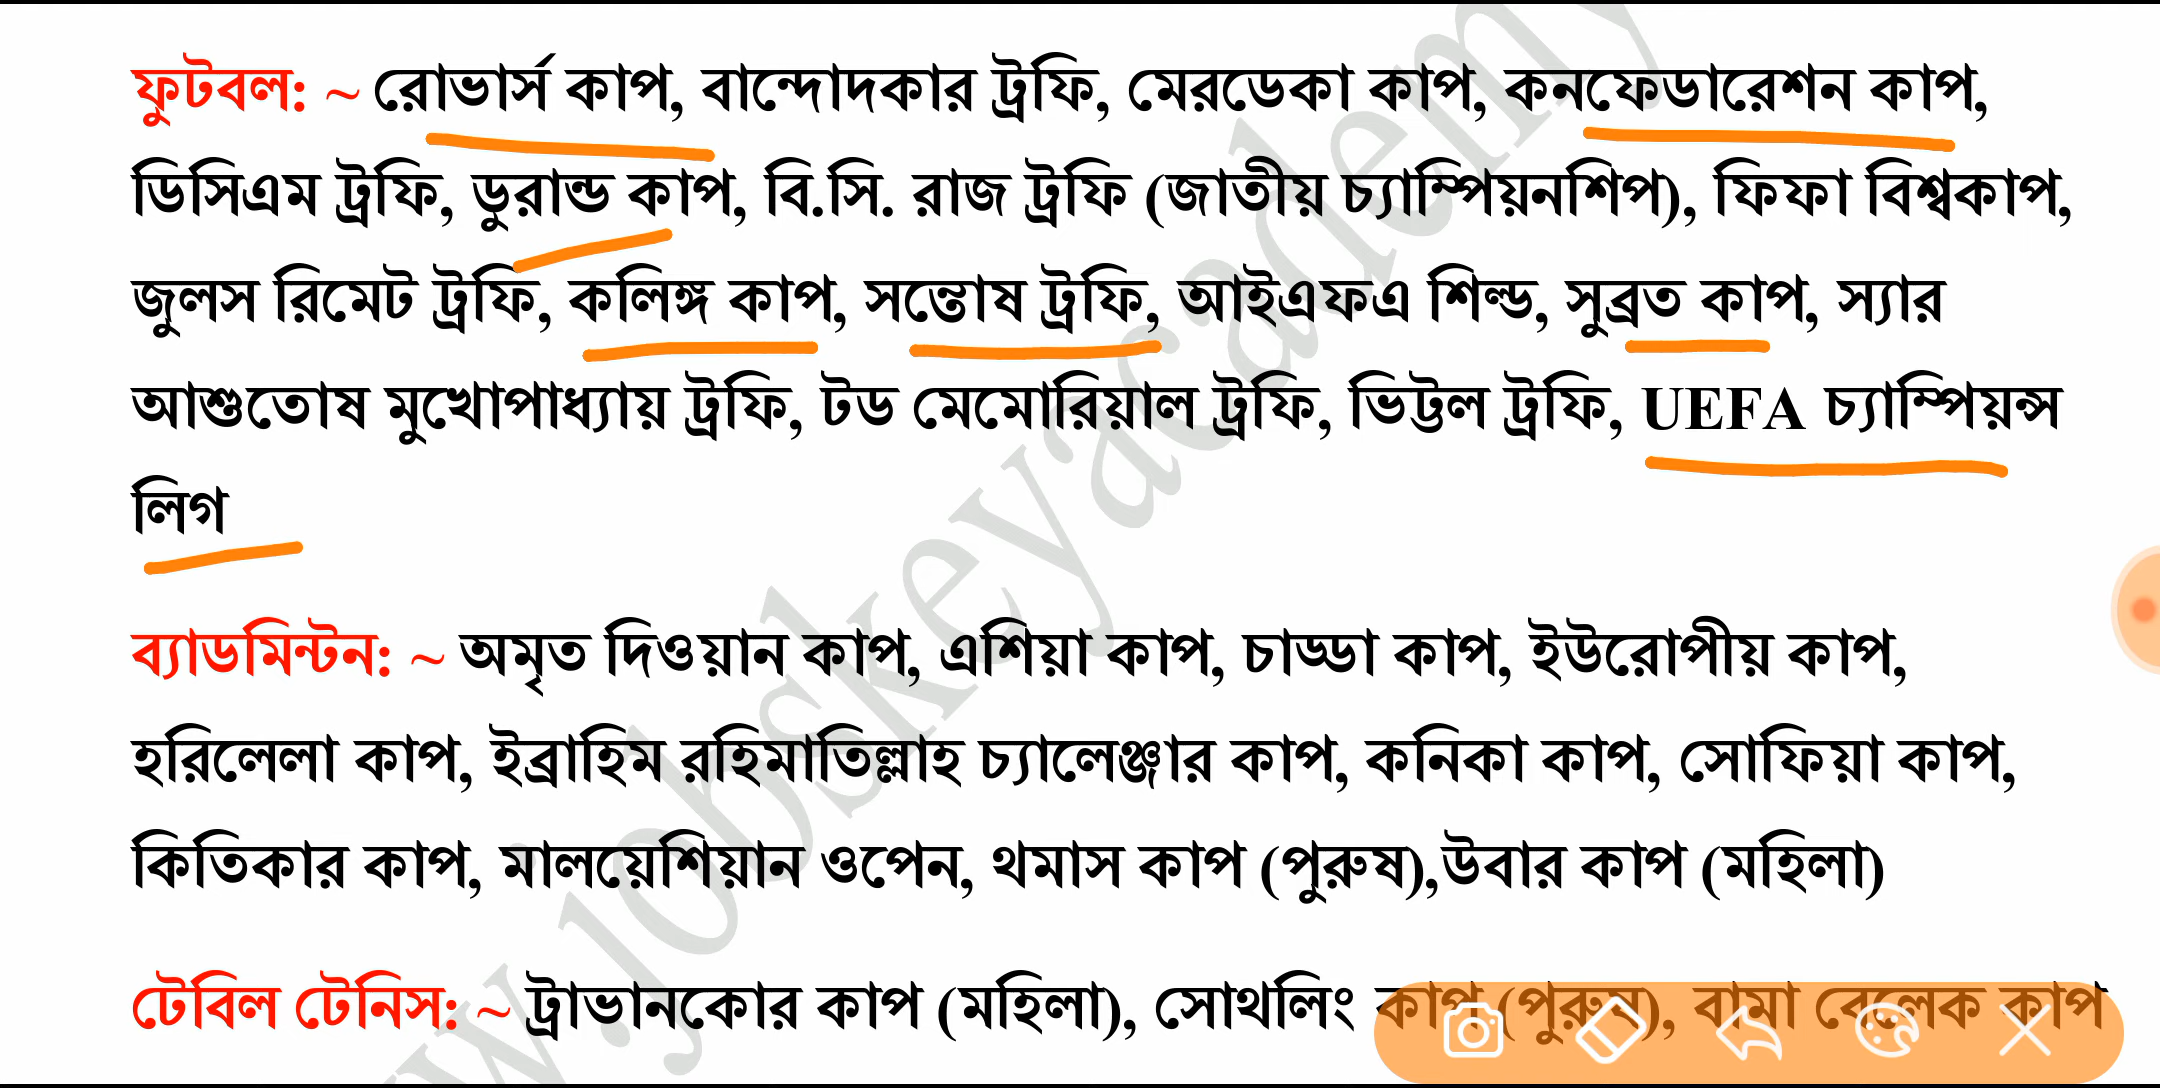 ফুটবল: ~ রোভার্স কাপ, বান্দোদকার ট্রফি, মেরডেকা কাপ, কনফেডারেশন কাপ,
ডিসিএম ট্রফি, ডুরান্ড কাপ, বি.সি. রাজ ট্রফি (জাতীয় চ্যাম্পিয়নশিপ), ফিফা বিশ্বকাপ,
জুলস রিমেট ট্রফি, কলিঙ্গ কাপ, সন্তোষ ট্রফি, আইএফএ শিল্ড, সুব্রত কাপ, স্যার
আশুতোষ মুখোপাধ্যায় ট্রফি, টড মেমোরিয়াল ট্রফি, ভিট্টল ট্রফি, UEFA চ্যাম্পিয়ন্স
লিগ
ব্যাডমিন্টন: ~ অমৃত দিওয়ান কাপ, এশিয়া কাপ, চাড্ডা কাপ, ইউরোপীয় কাপ,
হরিলেলা কাপ, ইব্রাহিম রহিমাতিল্লাহ চ্যালেঞ্জার কাপ, কনিকা কাপ, সোফিয়া কাপ,
কিতিকার কাপ, মালয়েশিয়ান ওপেন, থমাস কাপ (পুরুষ),উবার কাপ (মহিলা)
টেবিল টেনিস: ~ ট্রাভানকোর কাপ (মহিলা), সোথলিং কাপ (পুরুষ), বামা বেলেক কাপ
w.jobskeyacademy